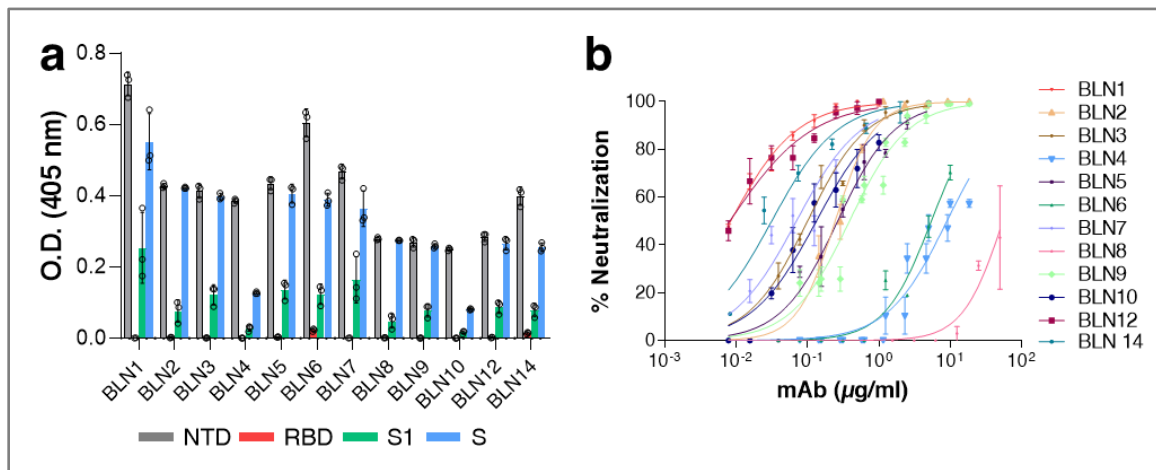 a
0.8
0.6
0.4
0.2
0.0
O.D. (405 nm)
BLN1
BLN2
BLN3
BLN4
BLN5
BLN6
BLN7
BLN8
BLN9
BLN10
BLN12
BLN14
NTD RBD S1 S
b
100
80
60
40
20
0
% Neutralization
10-3 10-2 10-1 100 101 102
mAb (µg/ml)
BLN1
BLN2
BLN3
BLN4
BLN5
BLN6
BLN7
BLN8
BLN9
BLN10
BLN12
BLN 14